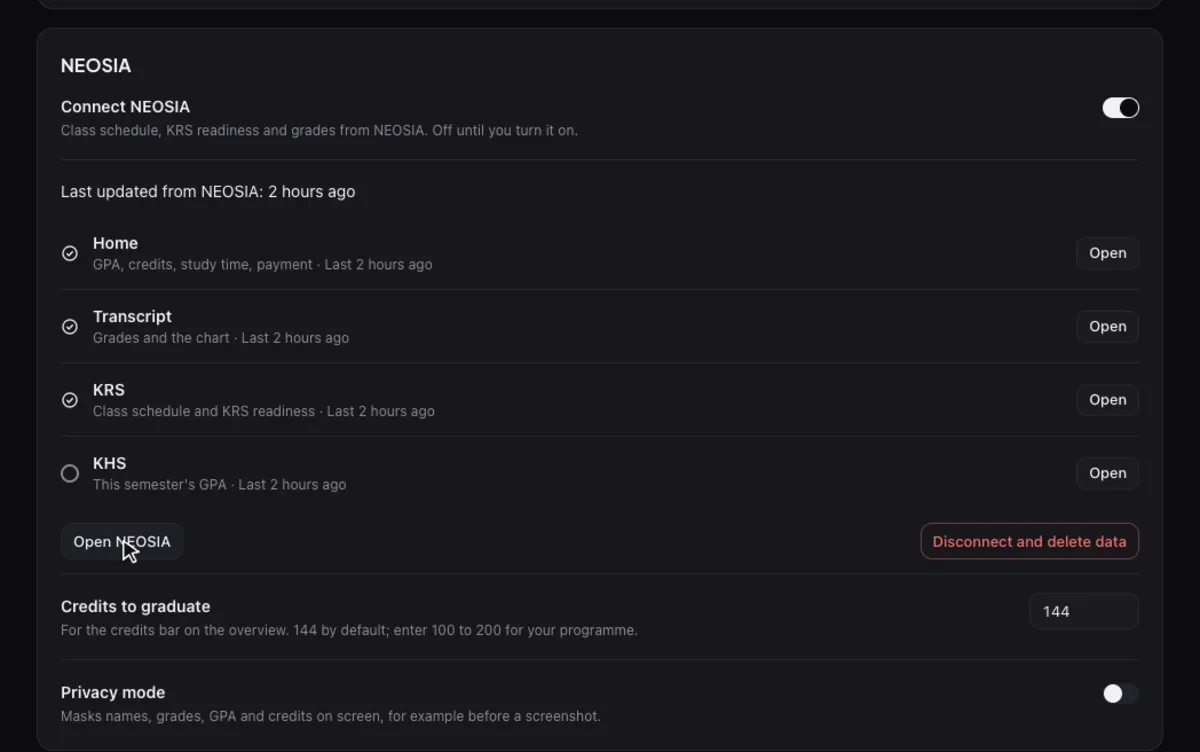 NEOSIA
Connect NEOSIA
Class schedule, KRS readiness and grades from NEOSIA. Off until you turn it on.
Last updated from NEOSIA: 2 hours ago
Home
GPA, credits, study time, payment · Last 2 hours ago
Open
Transcript
Grades and the chart · Last 2 hours ago
Open
KRS
Class schedule and KRS readiness · Last 2 hours ago
Open
KHS
This semester's GPA · Last 2 hours ago
Open
Open NEOSIA
Disconnect and delete data
Credits to graduate
For the credits bar on the overview. 144 by default; enter 100 to 200 for your programme.
144
Privacy mode
Masks names, grades, GPA and credits on screen, for example before a screenshot.